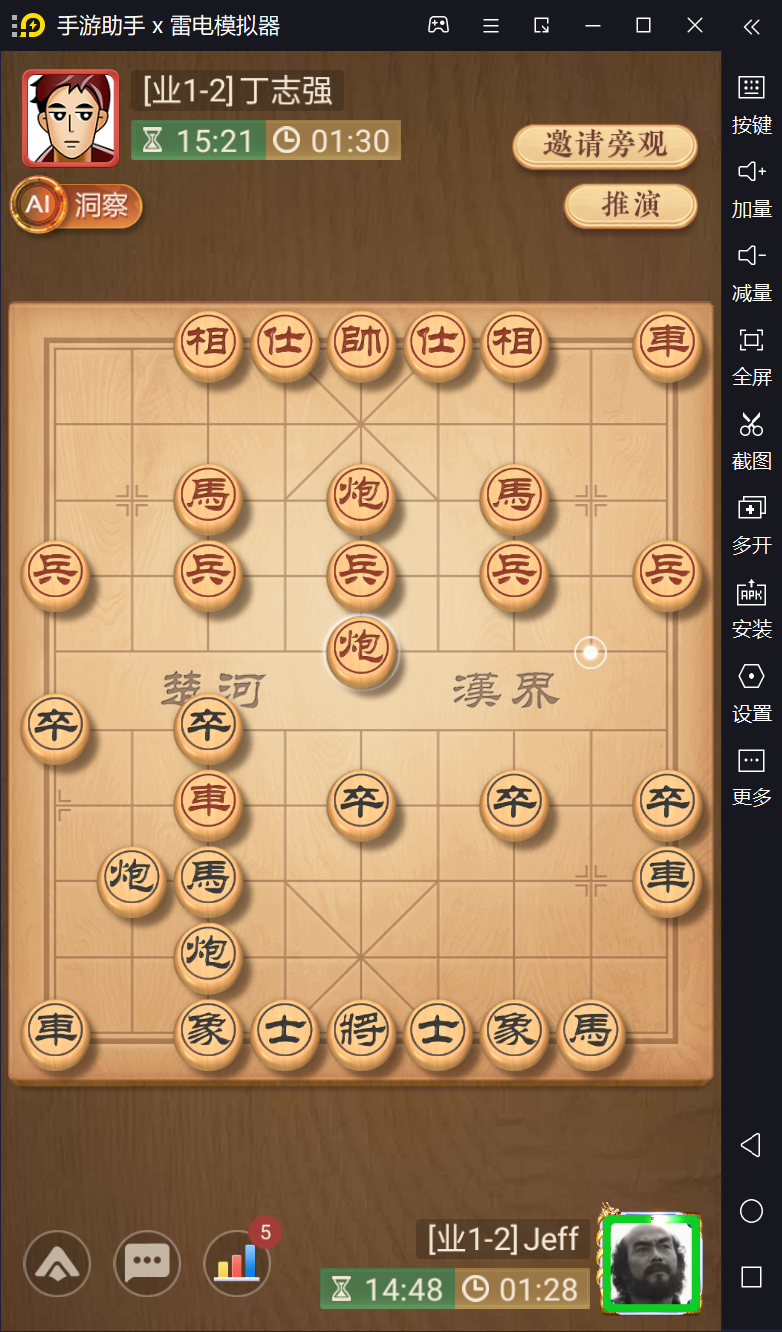 手游助手 x 雷电模拟器
[业1-2]丁志强
15:21 01:30
邀请旁观
AI 洞察
推演
相 仕 帥 仕 相 車
馬 炮 馬
兵 兵 兵 兵 兵
炮
楚河 漢界
卒 卒
車 卒 卒 卒
炮 馬 車
炮
車 象 士 將 士 象 馬
5
[业1-2]Jeff
14:48 01:28
按键
加量
减量
全屏
截图
多开
APK
安装
设置
更多